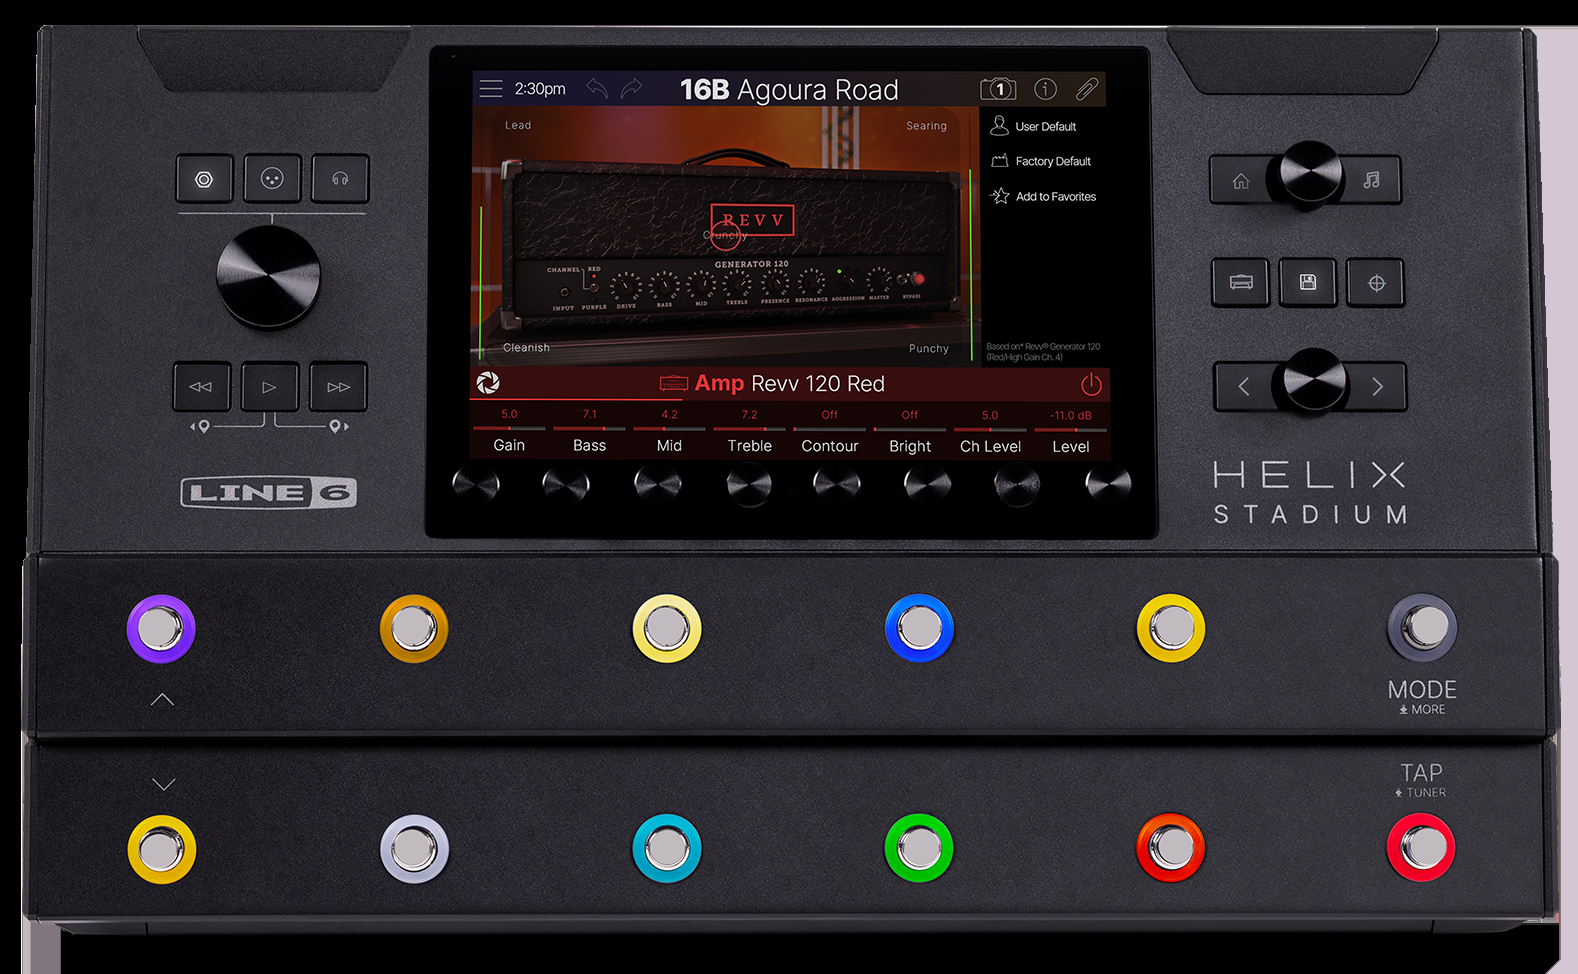 2:30pm
16B Agoura Road
1
Lead
Searing
User Default
Factory Default
Add to Favorites
REVV
Crunchy
GENERATOR 120
CHANNEL
RED
INPUT PURPLE DRIVE BASS MID TREBLE PRESENCE RESONANCE AGGRESSION MASTER BYPASS
Cleanish
Punchy
Based on* Revv® Generator 120
(Red/High Gain Ch. 4)
Amp Revv 120 Red
5.0 7.1 4.2 7.2 Off Off 5.0 -11.0 dB
Gain Bass Mid Treble Contour Bright Ch Level Level
LINE 6
HELIX
STADIUM
MODE
MORE
TAP
TUNER